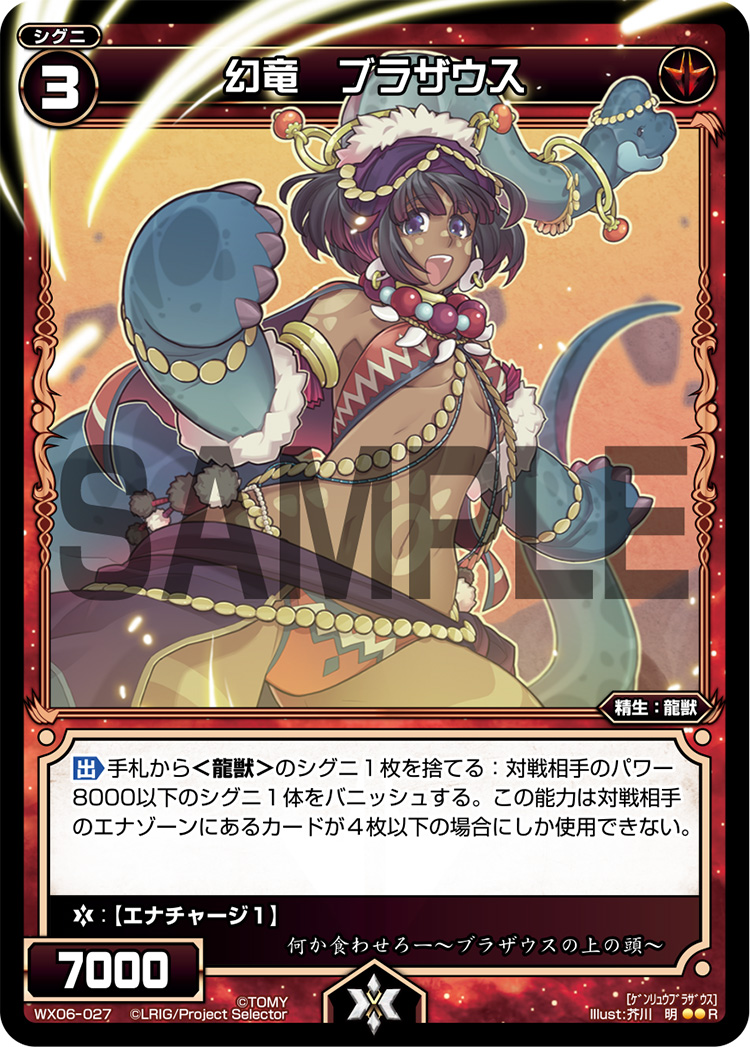 シグニ
3
幻竜 ブラザウス
SAMPLE
精生：龍獣
出 手札から＜龍獣＞のシグニ１枚を捨てる：対戦相手のパワー
8000以下のシグニ１体をバニッシュする。この能力は対戦相手
のエナゾーンにあるカードが４枚以下の場合にしか使用できない。
：【エナチャージ１】
何か食わせろー～ブラザウスの上の頭～
7000
©TOMY
[ｹﾞﾝﾘｭｳﾌﾞﾗｻﾞｳｽ]
WX06-027 ©LRIG/Project Selector
Illust:芥川 明 R